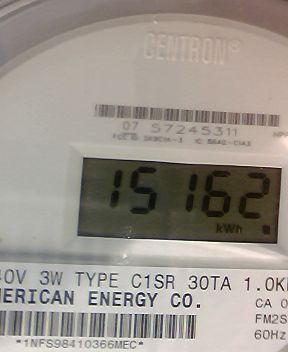 CENTRON®
07 57245311
15162
kWh
40V 3W TYPE C1SR 30TA 1.0K
MERICAN ENERGY CO.
CA 0
FM2S
60Hz
*1NFS98410366MEC*